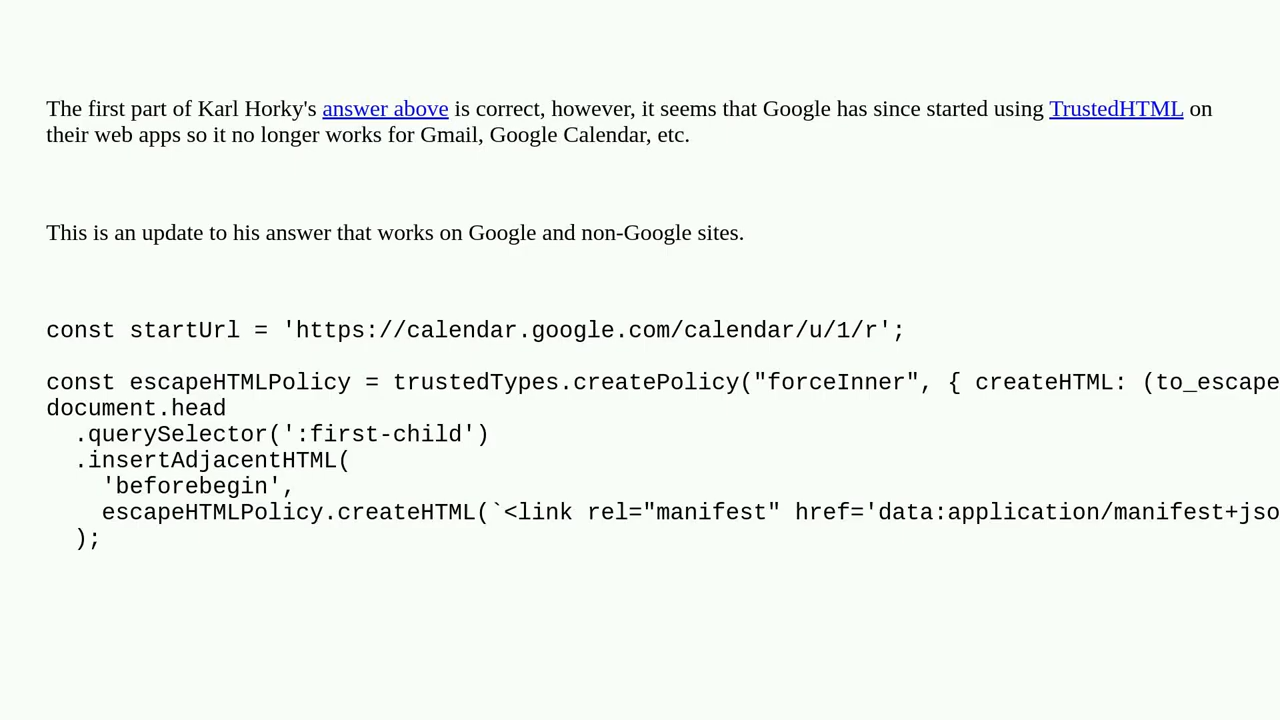 The first part of Karl Horky's answer above is correct, however, it seems that Google has since started using TrustedHTML on
their web apps so it no longer works for Gmail, Google Calendar, etc.
This is an update to his answer that works on Google and non-Google sites.
const startUrl = 'https://calendar.google.com/calendar/u/1/r';
const escapeHTMLPolicy = trustedTypes.createPolicy("forceInner", { createHTML: (to_escape
document.head
  .querySelector(':first-child')
  .insertAdjacentHTML(
    'beforebegin',
    escapeHTMLPolicy.createHTML(`<link rel="manifest" href='data:application/manifest+jso
  );